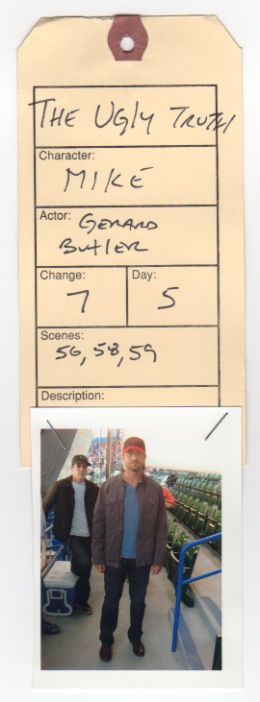 THE UGLY TRUTH
Character:
MIKE
Actor: GERARD
BUTLER
Change: Day:
7 5
Scenes:
56, 58, 59
Description: